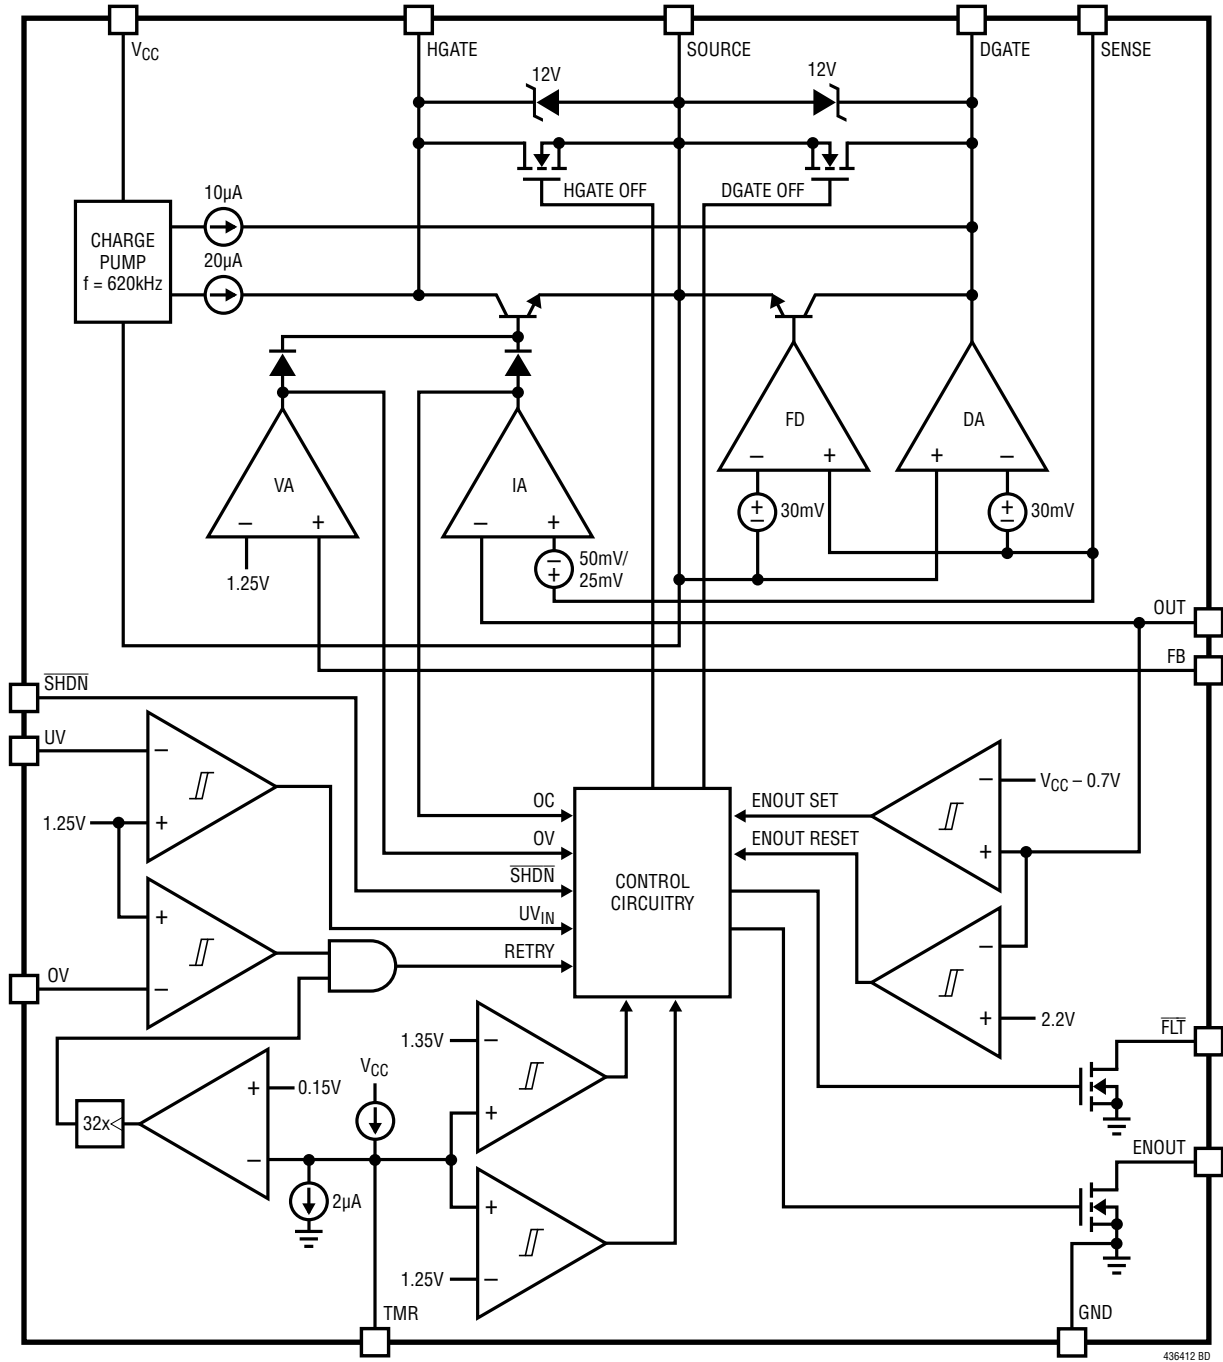 VCC
HGATE
SOURCE
DGATE
SENSE
12V
12V
HGATE OFF
DGATE OFF
10µA
20µA
CHARGE
PUMP
f = 620kHz
FD
DA
VA
IA
–
+
–
+
–
+
+
–
+
–
30mV
+
–
30mV
–
+
50mV/
25mV
1.25V
OUT
FB
SHDN
UV
–
+
1.25V
+
–
OV
OC
OV
SHDN
UVIN
RETRY
CONTROL
CIRCUITRY
ENOUT SET
ENOUT RESET
–
VCC – 0.7V
+
–
+
2.2V
FLT
1.35V
–
+
VCC
+
0.15V
–
32x
2µA
+
1.25V
–
ENOUT
TMR
GND
436412 BD